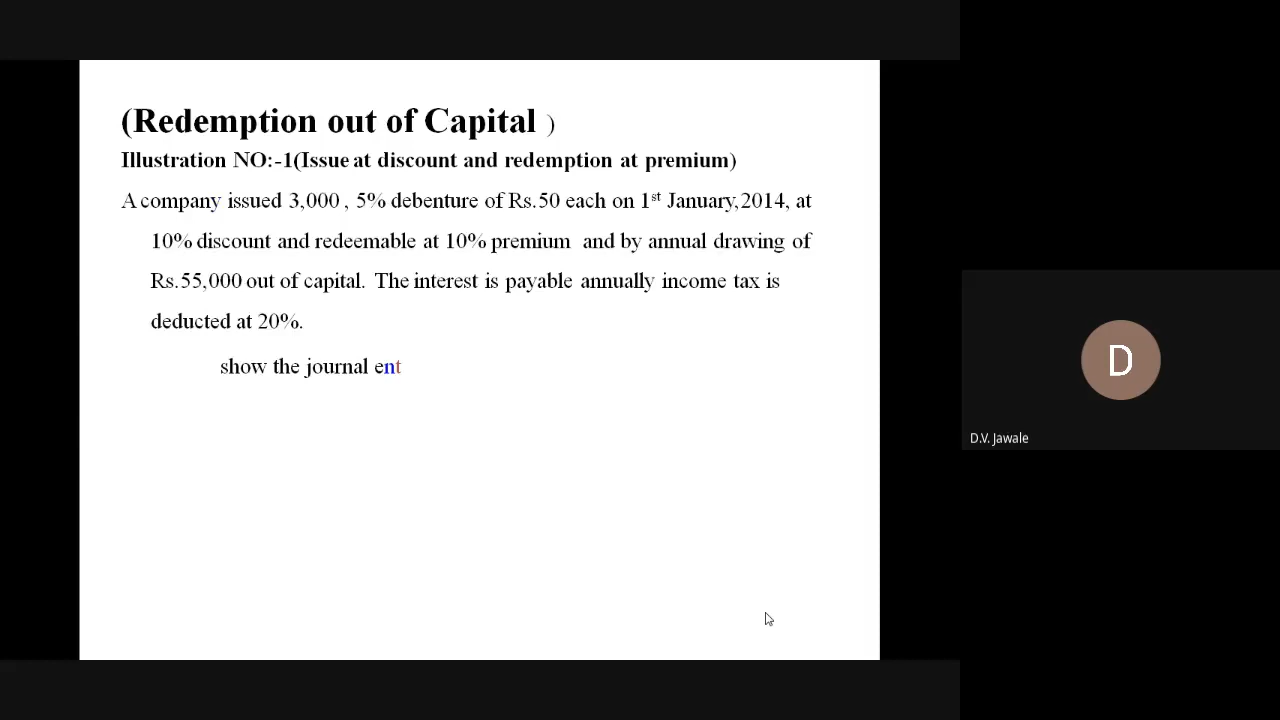 (Redemption out of Capital )
Illustration NO:-1(Issue at discount and redemption at premium)
A company issued 3,000 , 5% debenture of Rs.50 each on 1st January,2014, at
10% discount and redeemable at 10% premium and by annual drawing of
Rs.55,000 out of capital. The interest is payable annually income tax is
deducted at 20%.
show the journal ent
D
D.V. Jawale